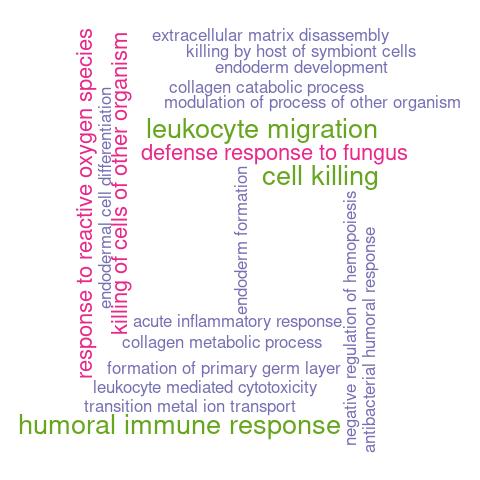 extracellular matrix disassembly
killing by host of symbiont cells
endoderm development
collagen catabolic process
modulation of process of other organism
leukocyte migration
defense response to fungus
cell killing
response to reactive oxygen species
endodermal cell differentiation
killing of cells of other organism
endoderm formation
negative regulation of hemopoiesis
antibacterial humoral response
acute inflammatory response
collagen metabolic process
formation of primary germ layer
leukocyte mediated cytotoxicity
transition metal ion transport
humoral immune response